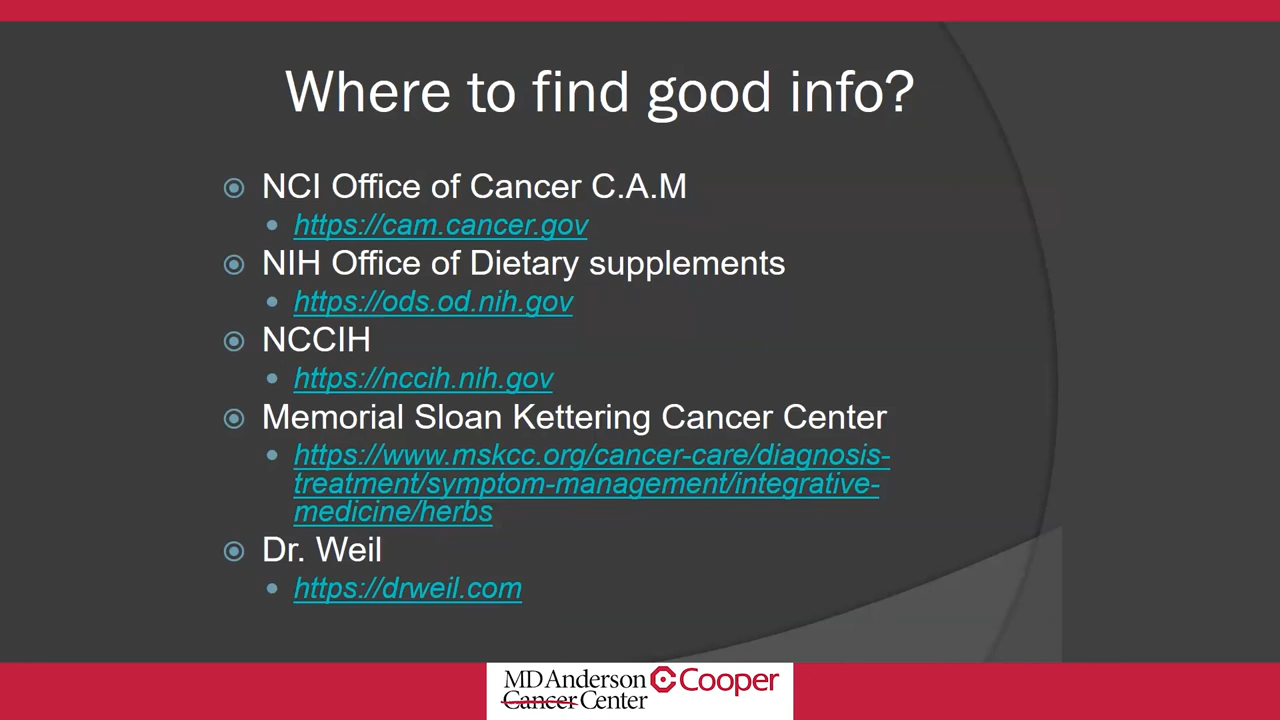 Where to find good info?
NCI Office of Cancer C.A.M
https://cam.cancer.gov
NIH Office of Dietary supplements
https://ods.od.nih.gov
NCCIH
https://nccih.nih.gov
Memorial Sloan Kettering Cancer Center
https://www.mskcc.org/cancer-care/diagnosis-
treatment/symptom-management/integrative-
medicine/herbs
Dr. Weil
https://drweil.com
MD Anderson Cooper
Cancer Center